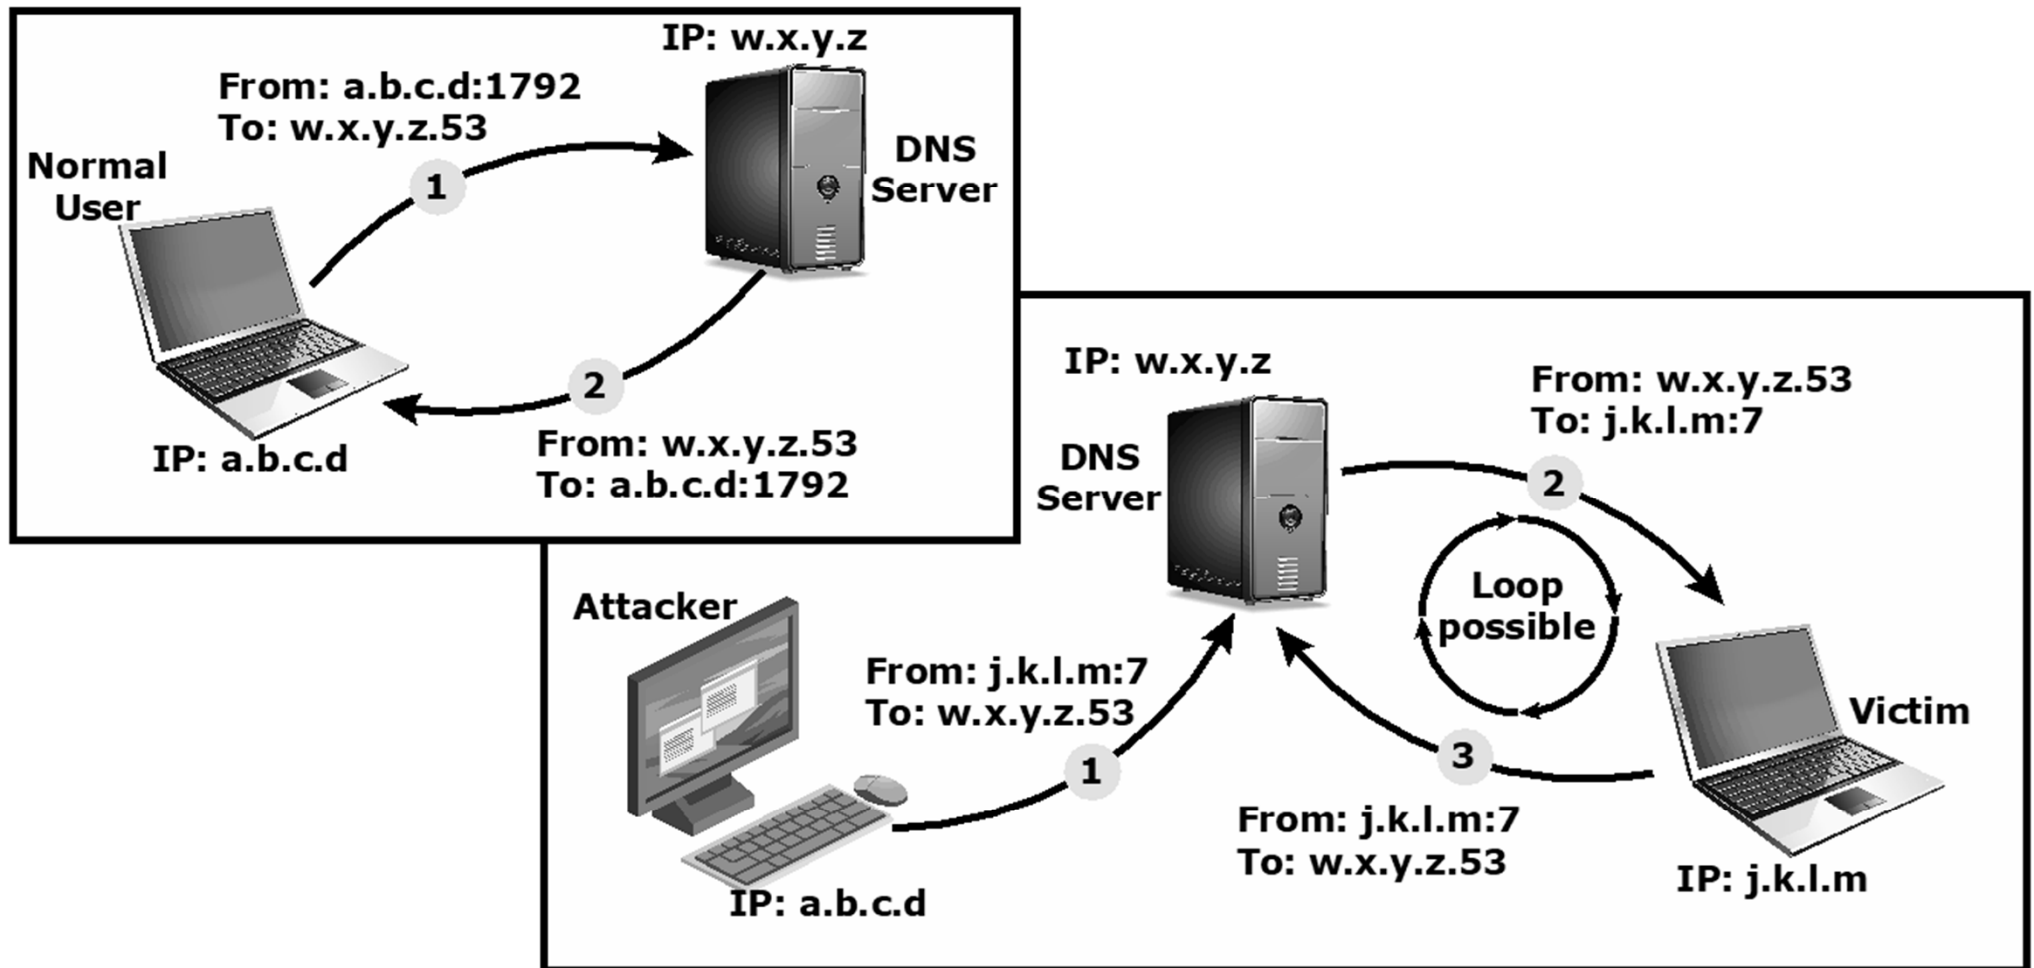 IP: w.x.y.z
From: a.b.c.d:1792
To: w.x.y.z.53
Normal
User
1
DNS
Server
2
IP: a.b.c.d
From: w.x.y.z.53
To: a.b.c.d:1792
IP: w.x.y.z
From: w.x.y.z.53
To: j.k.l.m:7
DNS
Server
2
Loop
possible
Attacker
From: j.k.l.m:7
To: w.x.y.z.53
1
Victim
3
From: j.k.l.m:7
To: w.x.y.z.53
IP: j.k.l.m
IP: a.b.c.d